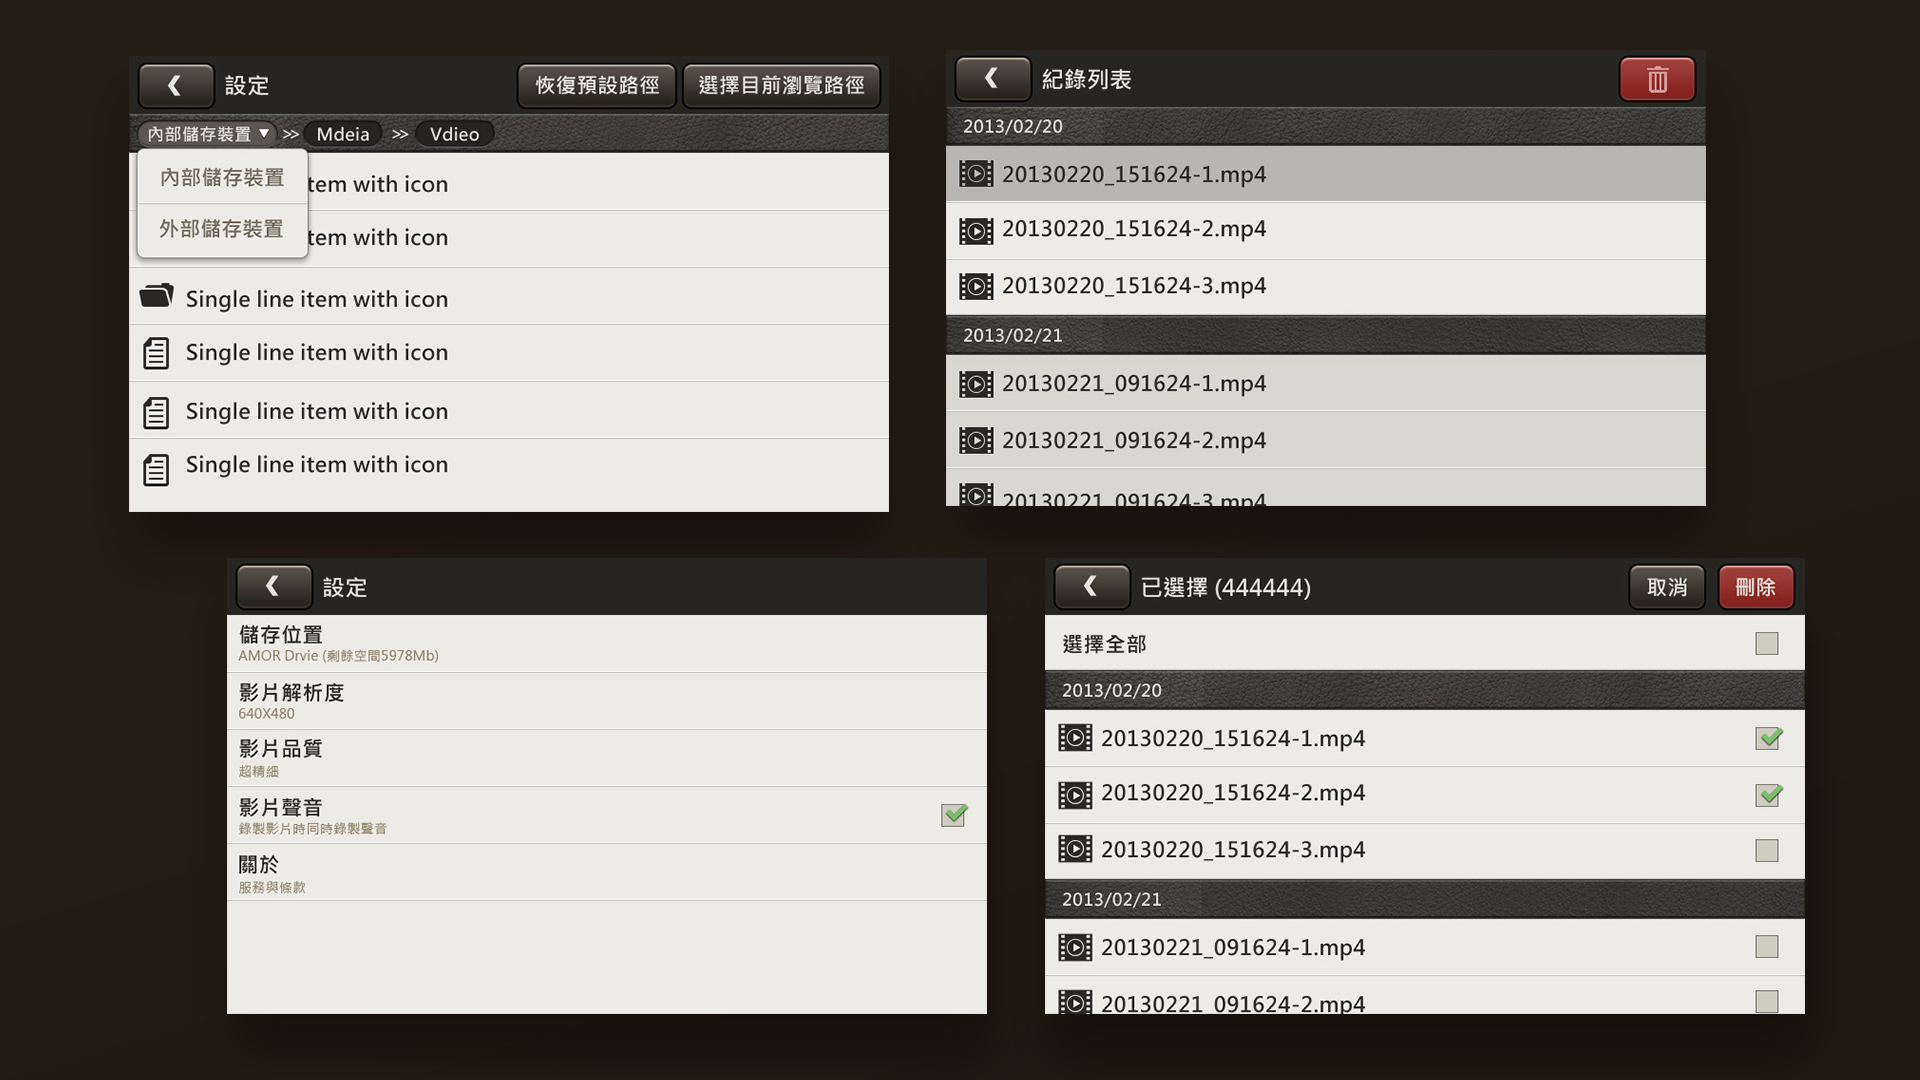 設定
恢復預設路徑
選擇目前瀏覽路徑
內部儲存裝置 ▼ >> Mdeia >> Vdieo
內部儲存裝置
外部儲存裝置
tem with icon
tem with icon
Single line item with icon
Single line item with icon
Single line item with icon
Single line item with icon
紀錄列表
2013/02/20
20130220_151624-1.mp4
20130220_151624-2.mp4
20130220_151624-3.mp4
2013/02/21
20130221_091624-1.mp4
20130221_091624-2.mp4
20130221_091624-3.mp4
設定
儲存位置
AMOR Drvie (剩餘空間5978Mb)
影片解析度
640X480
影片品質
超精細
影片聲音
錄製影片時同時錄製聲音
關於
服務與條款
已選擇 (444444)
取消
刪除
選擇全部
2013/02/20
20130220_151624-1.mp4
20130220_151624-2.mp4
20130220_151624-3.mp4
2013/02/21
20130221_091624-1.mp4
20130221_091624-2.mp4